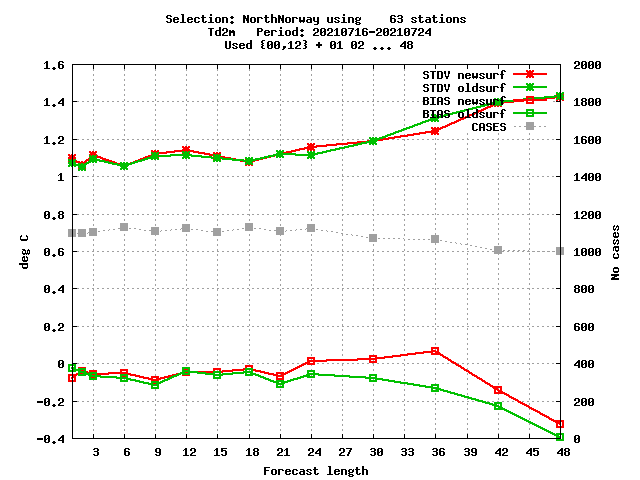 Selection: NorthNorway using    63 stations
Td2m   Period: 20210716-20210724
Used {00,12} + 01 02 ... 48
1.6
1.4
1.2
1
0.8
0.6
0.4
0.2
0
-0.2
-0.4
deg C
STDV newsurf
STDV oldsurf
BIAS newsurf
BIAS oldsurf
CASES
2000
1800
1600
1400
1200
1000
800
600
400
200
0
No cases
3 6 9 12 15 18 21 24 27 30 33 36 39 42 45 48
Forecast length